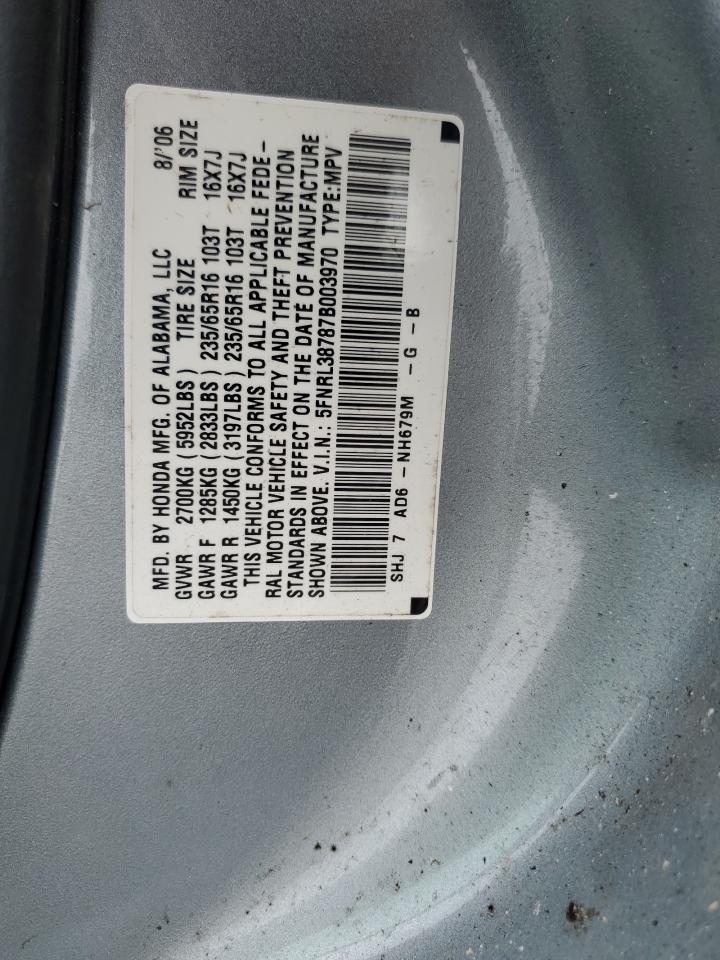 MFD. BY HONDA MFG. OF ALABAMA, LLC 8/'06
GVWR 2700KG (5952LBS) TIRE SIZE RIM SIZE
GAWR F 1285KG (2833LBS) 235/65R16 103T 16X7J
GAWR R 1450KG (3197LBS) 235/65R16 103T 16X7J
THIS VEHICLE CONFORMS TO ALL APPLICABLE FEDE-
RAL MOTOR VEHICLE SAFETY AND THEFT PREVENTION
STANDARDS IN EFFECT ON THE DATE OF MANUFACTURE
SHOWN ABOVE. V.I.N.: 5FNRL38787B003970 TYPE:MPV
SHJ 7 AD6 -NH679M -G -B